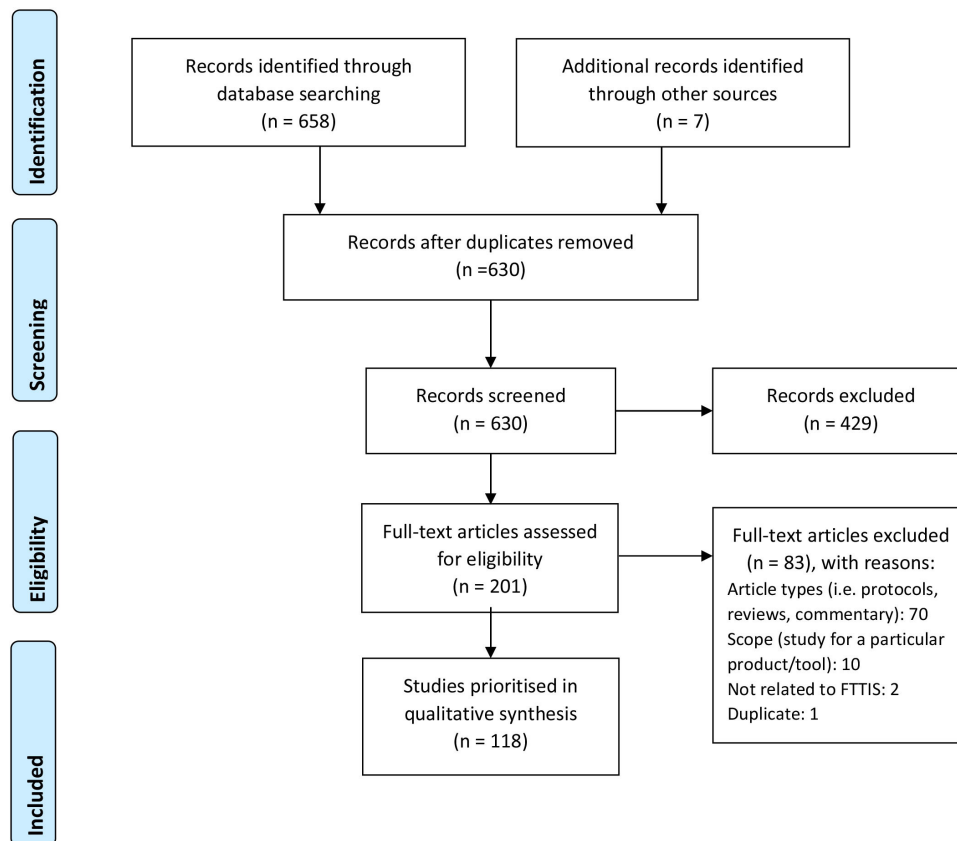 Identification
Records identified through
database searching
(n = 658)
Additional records identified
through other sources
(n = 7)
Screening
Records after duplicates removed
(n =630)
Records screened
(n = 630)
Records excluded
(n = 429)
Eligibility
Full-text articles assessed
for eligibility
(n = 201)
Full-text articles excluded
(n = 83), with reasons:
Article types (i.e. protocols,
reviews, commentary): 70
Scope (study for a particular
product/tool): 10
Not related to FTTIS: 2
Duplicate: 1
Included
Studies prioritised in
qualitative synthesis
(n = 118)